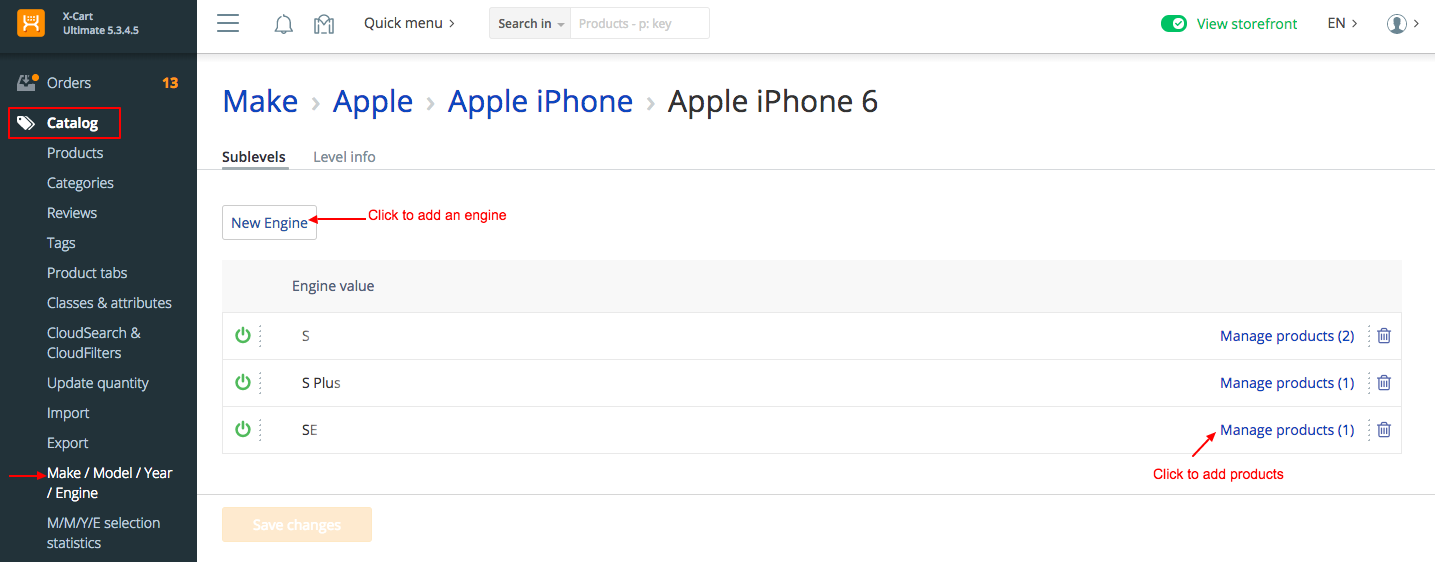 X-Cart
Ultimate 5.3.4.5
Quick menu
Search in
Products - p: key
View storefront
EN
Orders 13
Catalog
Products
Categories
Reviews
Tags
Product tabs
Classes & attributes
CloudSearch &
CloudFilters
Update quantity
Import
Export
Make / Model / Year
/ Engine
M/M/Y/E selection
statistics
Make › Apple › Apple iPhone › Apple iPhone 6
Sublevels Level info
New Engine
Click to add an engine
Engine value
S Manage products (2)
S Plus Manage products (1)
SE Manage products (1)
Click to add products
Save changes